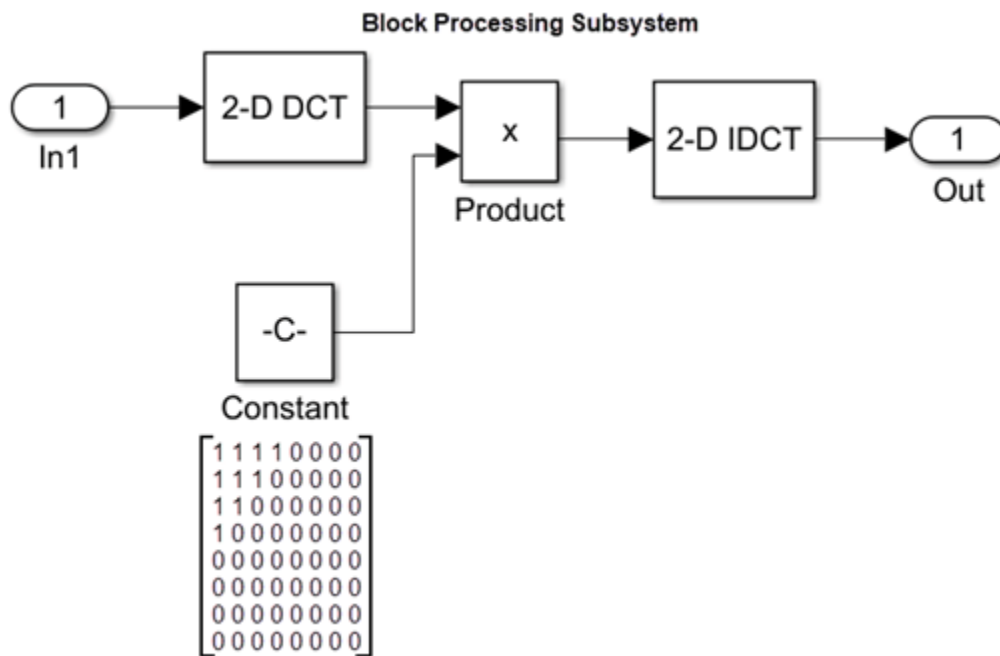 Block Processing Subsystem
1
In1
2-D DCT
x
Product
2-D IDCT
1
Out
-C-
Constant
1 1 1 1 0 0 0 0
1 1 1 0 0 0 0 0
1 1 0 0 0 0 0 0
1 0 0 0 0 0 0 0
0 0 0 0 0 0 0 0
0 0 0 0 0 0 0 0
0 0 0 0 0 0 0 0
0 0 0 0 0 0 0 0